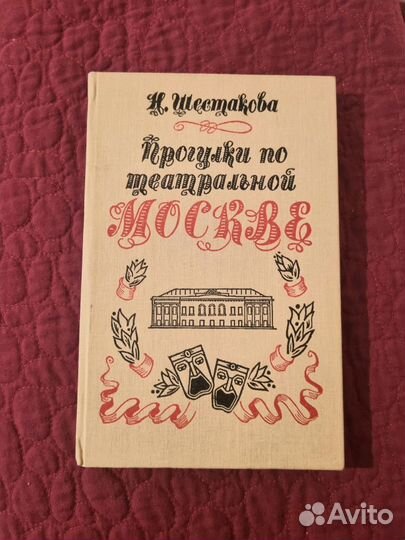 Н. Шестакова
Прогулки по
театральной
МОСКВЕ
Avito